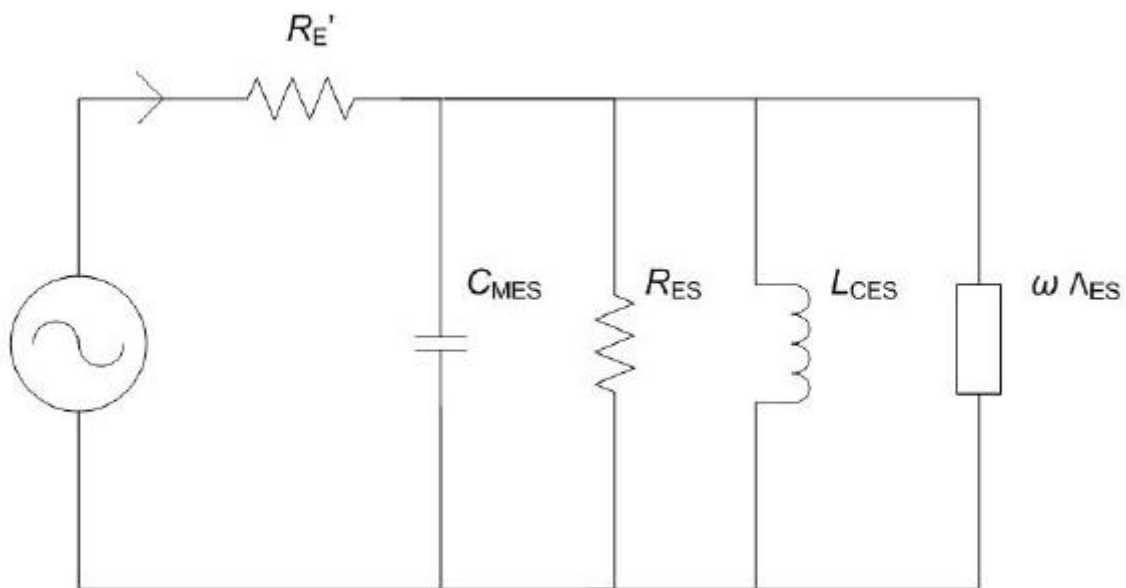 RE'
CMES
RES
LCES
ω ΛES